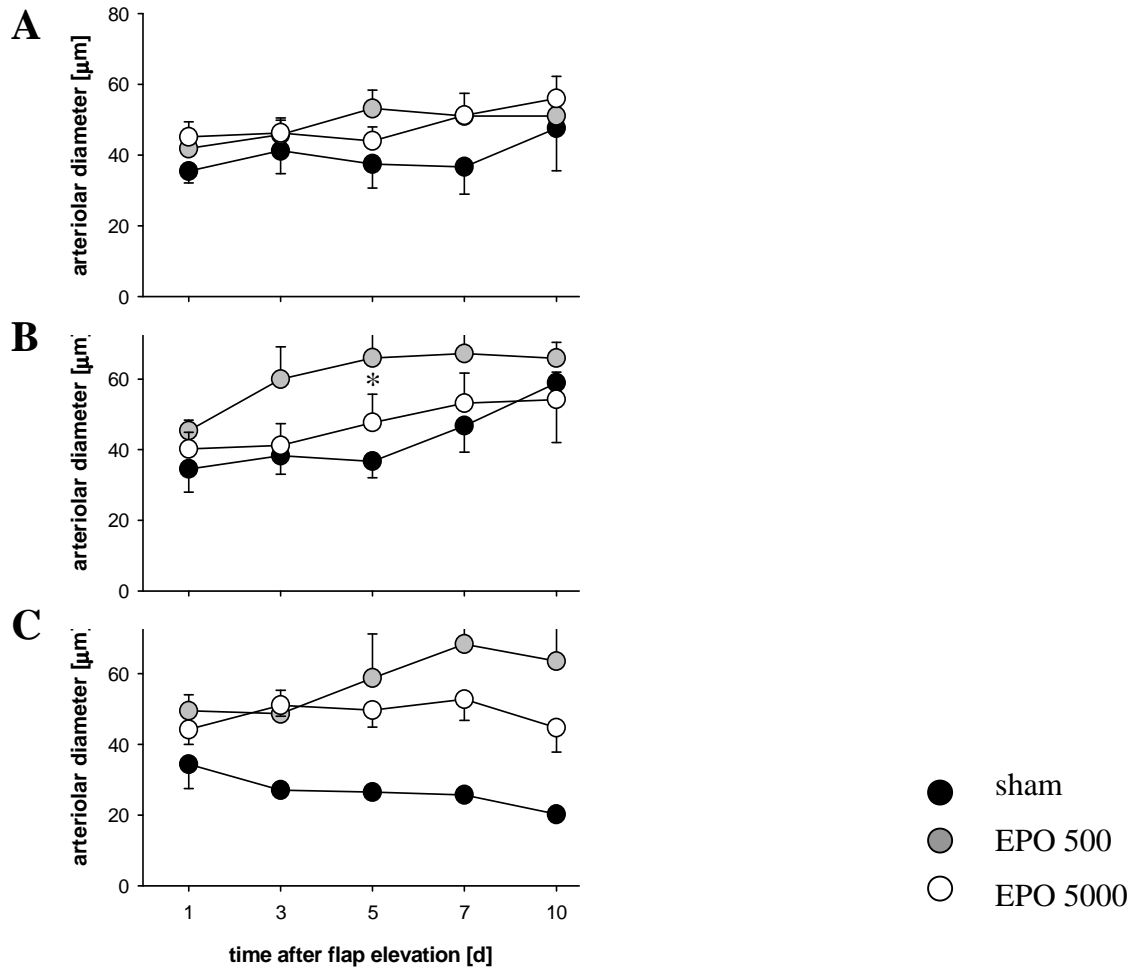 A
80
60
40
20
0
arteriolar diameter [µm]
B
60
40
20
0
arteriolar diameter [µm]
*
C
60
40
20
0
arteriolar diameter [µm]
1 3 5 7 10
time after flap elevation [d]
sham
EPO 500
EPO 5000